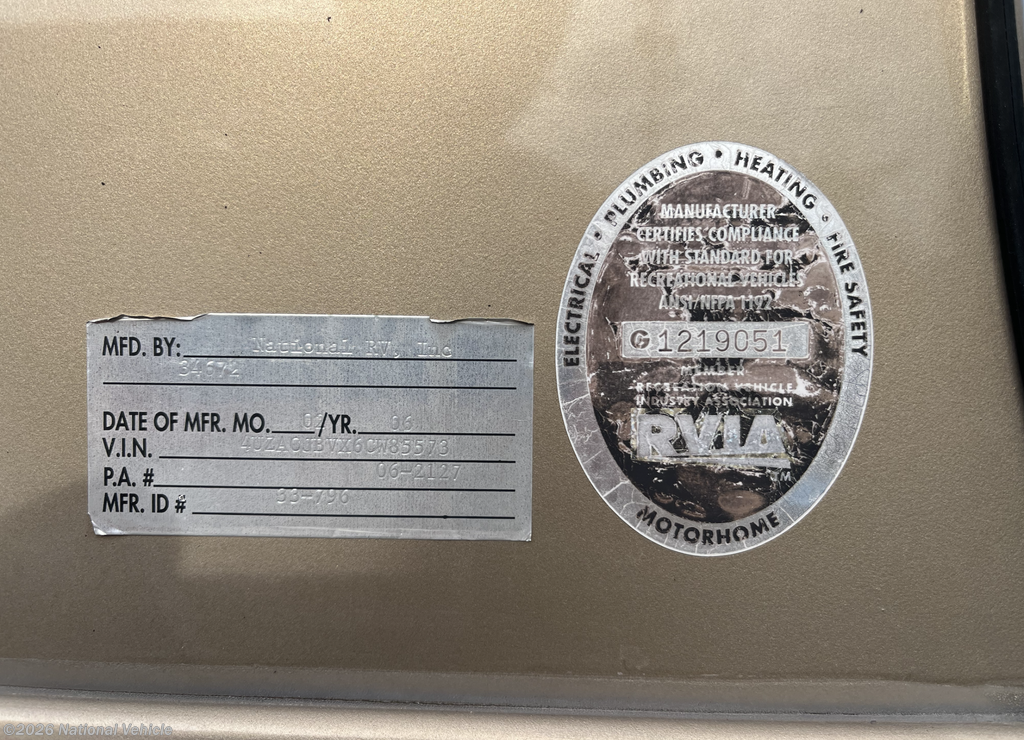 MFD. BY: National RV, Inc
34672
DATE OF MFR. MO. 02/YR. 06
V.I.N. 4UZACJBVX6CW85573
P.A. # 06-2127
MFR. ID # 33-796
ELECTRICAL • PLUMBING • HEATING • FIRE SAFETY
MANUFACTURER
CERTIFIES COMPLIANCE
WITH STANDARD FOR
RECREATIONAL VEHICLES
ANSI/NFPA 1192
G 1219051
MEMBER
RECREATION VEHICLE
INDUSTRY ASSOCIATION
RVIA
MOTORHOME
©2026 National Vehicle